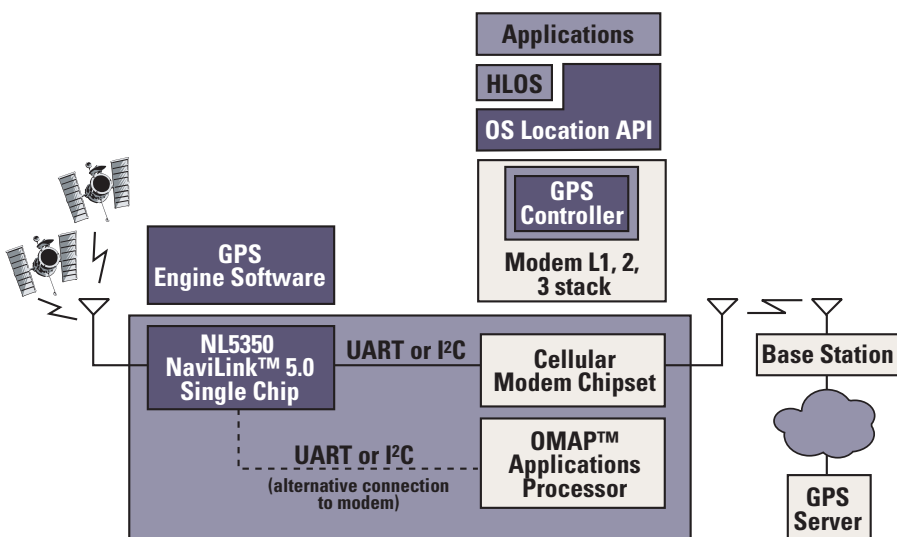 Applications
HLOS
OS Location API
GPS
Controller
Modem L1, 2,
3 stack
GPS
Engine Software
NL5350
NaviLink™ 5.0
Single Chip
UART or I²C
Cellular
Modem Chipset
Base Station
UART or I²C
(alternative connection
to modem)
OMAP™
Applications
Processor
GPS
Server